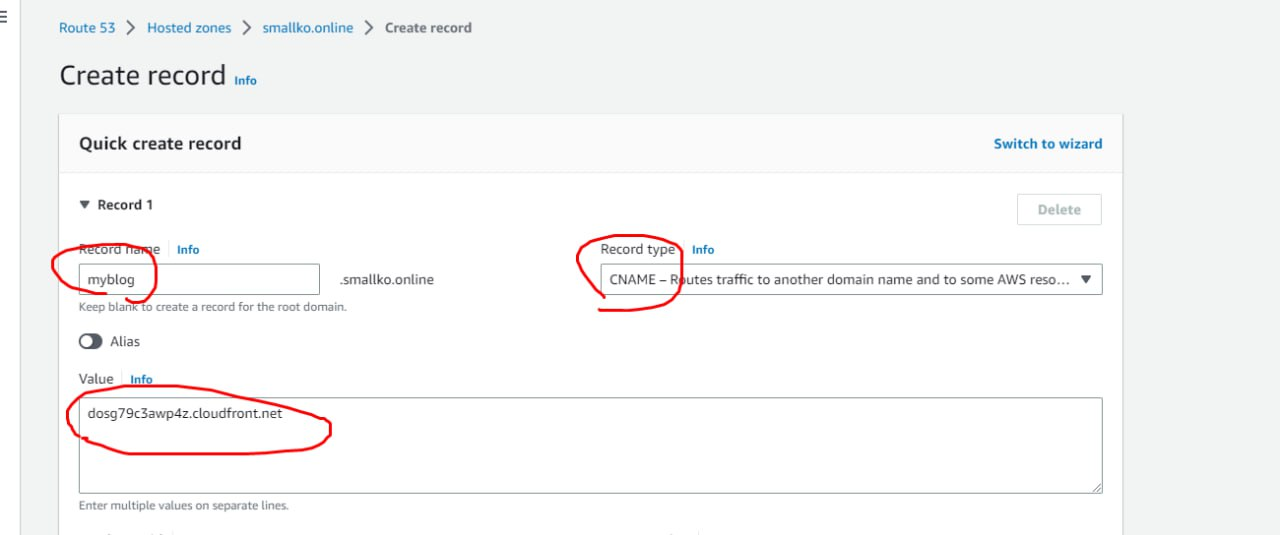 Route 53 > Hosted zones > smallko.online > Create record
Create record Info
Quick create record
Switch to wizard
Record 1
Delete
Record name Info
myblog
.smallko.online
Keep blank to create a record for the root domain.
Record type Info
CNAME – Routes traffic to another domain name and to some AWS reso...
Alias
Value Info
dosg79c3awp4z.cloudfront.net
Enter multiple values on separate lines.